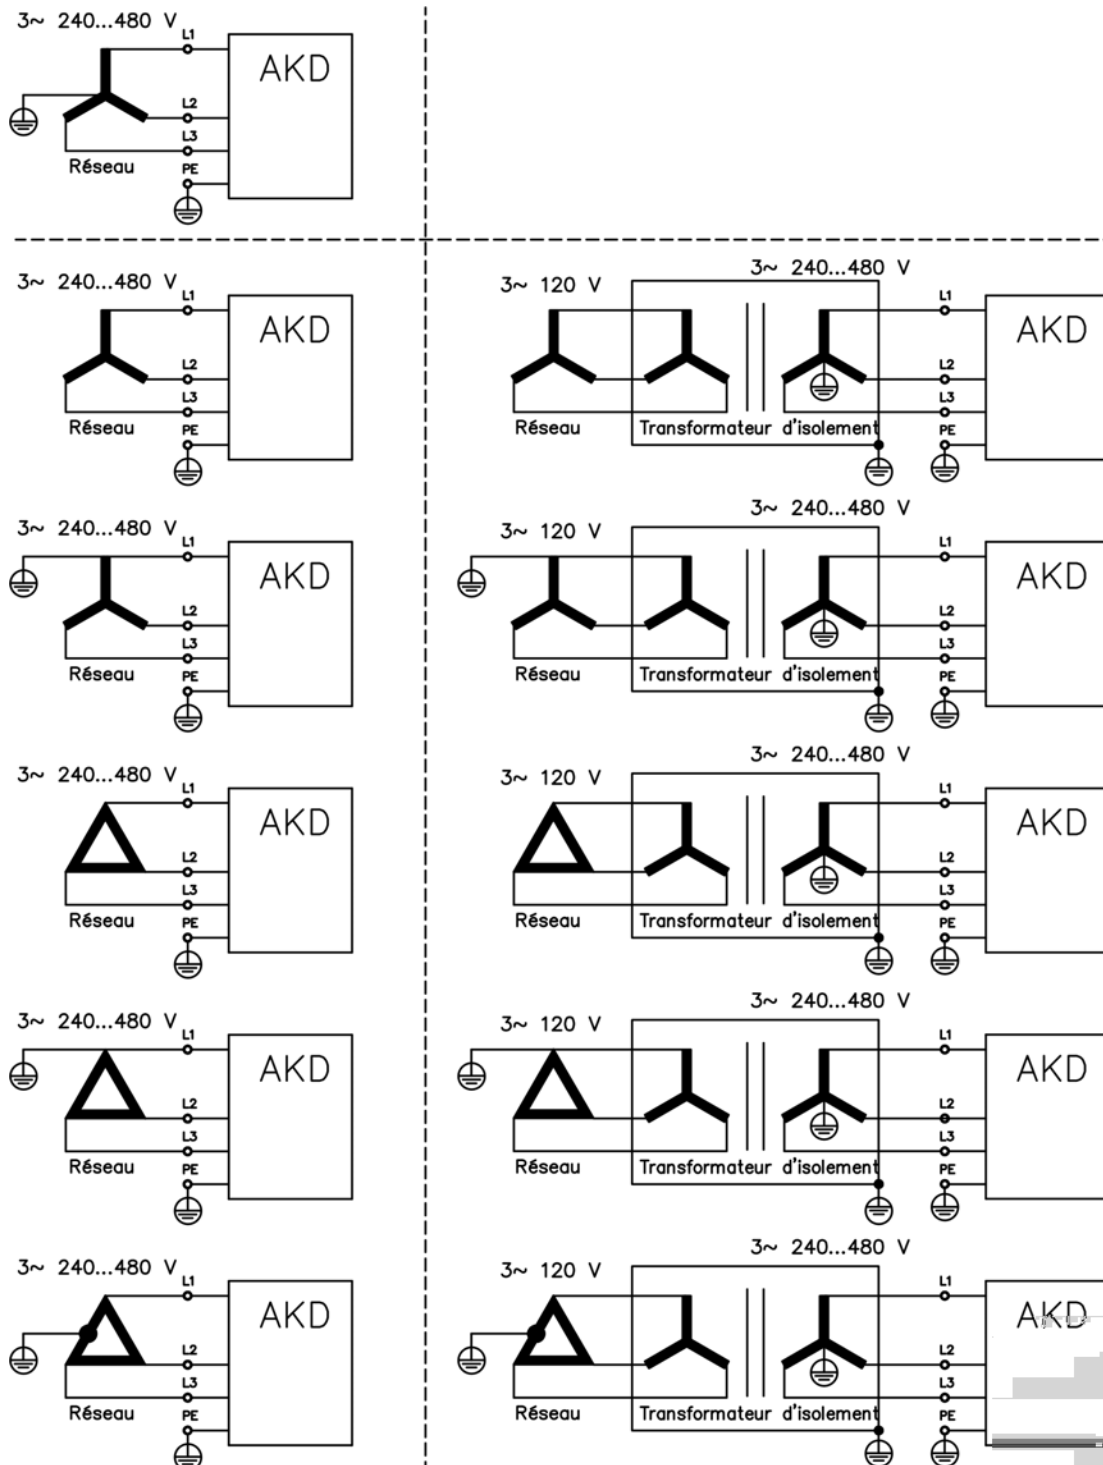 3~ 240...480 V
L1
AKD
L2
L3
Réseau
PE
3~ 240...480 V
L1
AKD
L2
L3
Réseau
PE
3~ 120 V
3~ 240...480 V
L1
AKD
L2
L3
Réseau
Transformateur d'isolement
PE
3~ 240...480 V
L1
AKD
L2
L3
Réseau
PE
3~ 120 V
3~ 240...480 V
L1
AKD
L2
L3
Réseau
Transformateur d'isolement
PE
3~ 240...480 V
L1
AKD
L2
L3
Réseau
PE
3~ 120 V
3~ 240...480 V
L1
AKD
L2
L3
Réseau
Transformateur d'isolement
PE
3~ 240...480 V
L1
AKD
L2
L3
Réseau
PE
3~ 120 V
3~ 240...480 V
L1
AKD
L2
L3
Réseau
Transformateur d'isolement
PE
3~ 240...480 V
L1
AKD
L2
L3
Réseau
PE
3~ 120 V
3~ 240...480 V
L1
AKD
L2
L3
Réseau
Transformateur d'isolement
PE